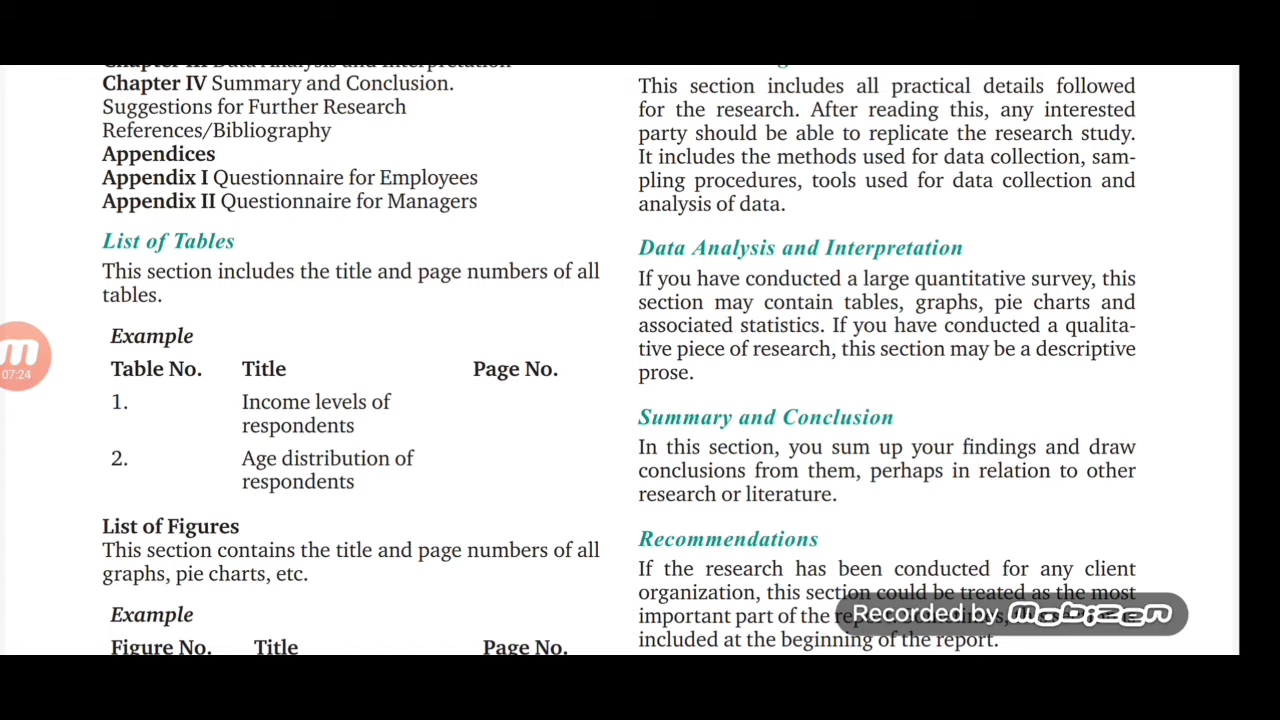 Chapter III Data Analysis and Interpretation
Chapter IV Summary and Conclusion.
Suggestions for Further Research
References/Bibliography
Appendices
Appendix I Questionnaire for Employees
Appendix II Questionnaire for Managers
List of Tables
This section includes the title and page numbers of all
tables.
Example
Table No. Title Page No.
1. Income levels of
respondents
2. Age distribution of
respondents
List of Figures
This section contains the title and page numbers of all
graphs, pie charts, etc.
Example
Figure No. Title Page No.
This section includes all practical details followed
for the research. After reading this, any interested
party should be able to replicate the research study.
It includes the methods used for data collection, sam-
pling procedures, tools used for data collection and
analysis of data.
Data Analysis and Interpretation
If you have conducted a large quantitative survey, this
section may contain tables, graphs, pie charts and
associated statistics. If you have conducted a qualita-
tive piece of research, this section may be a descriptive
prose.
Summary and Conclusion
In this section, you sum up your findings and draw
conclusions from them, perhaps in relation to other
research or literature.
Recommendations
If the research has been conducted for any client
organization, this section could be treated as the most
important part of the
included at the beginning of the report.
07:24
Recorded by mobizen